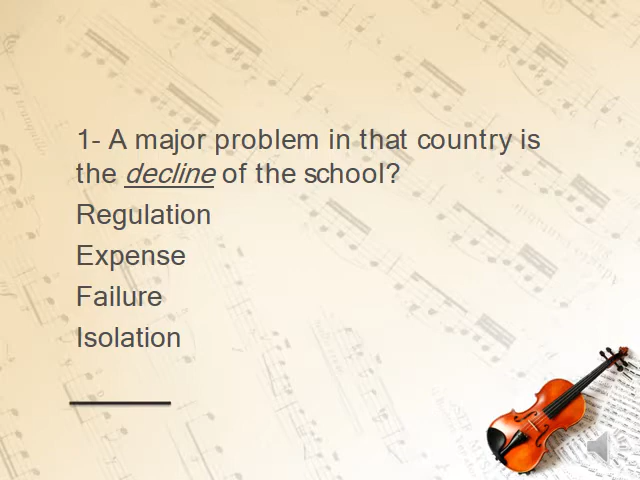 1- A major problem in that country is
the decline of the school?
Regulation
Expense
Failure
Isolation